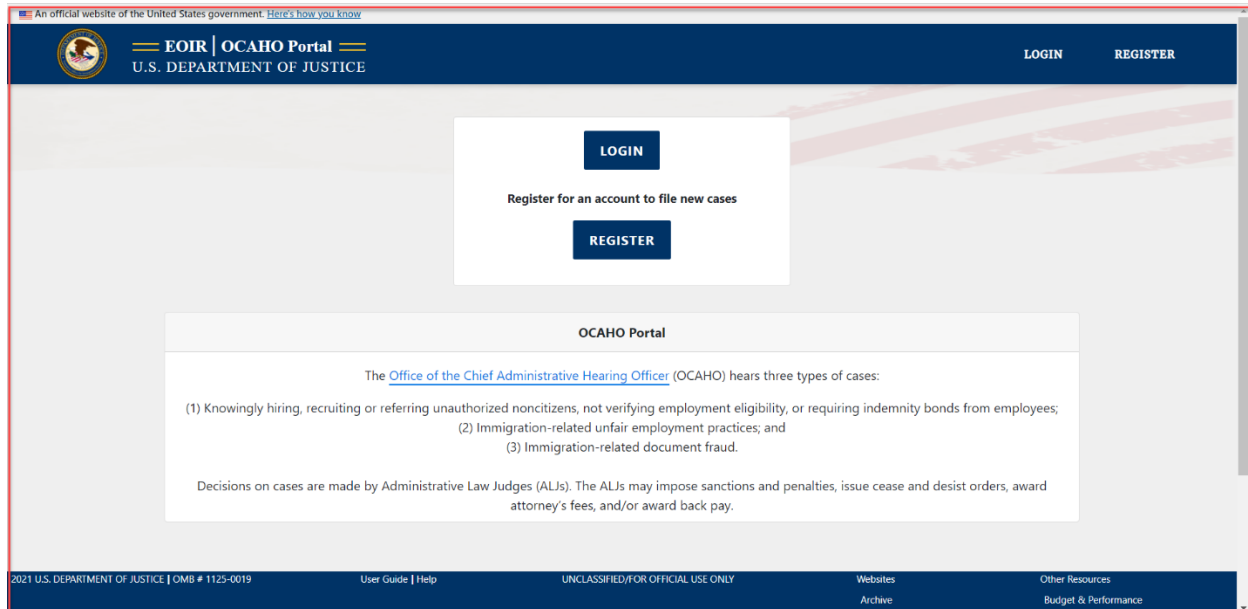 An official website of the United States government. Here's how you know
EOIR | OCAHO Portal
U.S. DEPARTMENT OF JUSTICE
LOGIN
REGISTER
LOGIN
Register for an account to file new cases
REGISTER
OCAHO Portal
The Office of the Chief Administrative Hearing Officer (OCAHO) hears three types of cases:
(1) Knowingly hiring, recruiting or referring unauthorized noncitizens, not verifying employment eligibility, or requiring indemnity bonds from employees;
(2) Immigration-related unfair employment practices; and
(3) Immigration-related document fraud.
Decisions on cases are made by Administrative Law Judges (ALJs). The ALJs may impose sanctions and penalties, issue cease and desist orders, award
attorney's fees, and/or award back pay.
2021 U.S. DEPARTMENT OF JUSTICE | OMB # 1125-0019
User Guide | Help
UNCLASSIFIED/FOR OFFICIAL USE ONLY
Websites
Other Resources
Archive
Budget & Performance